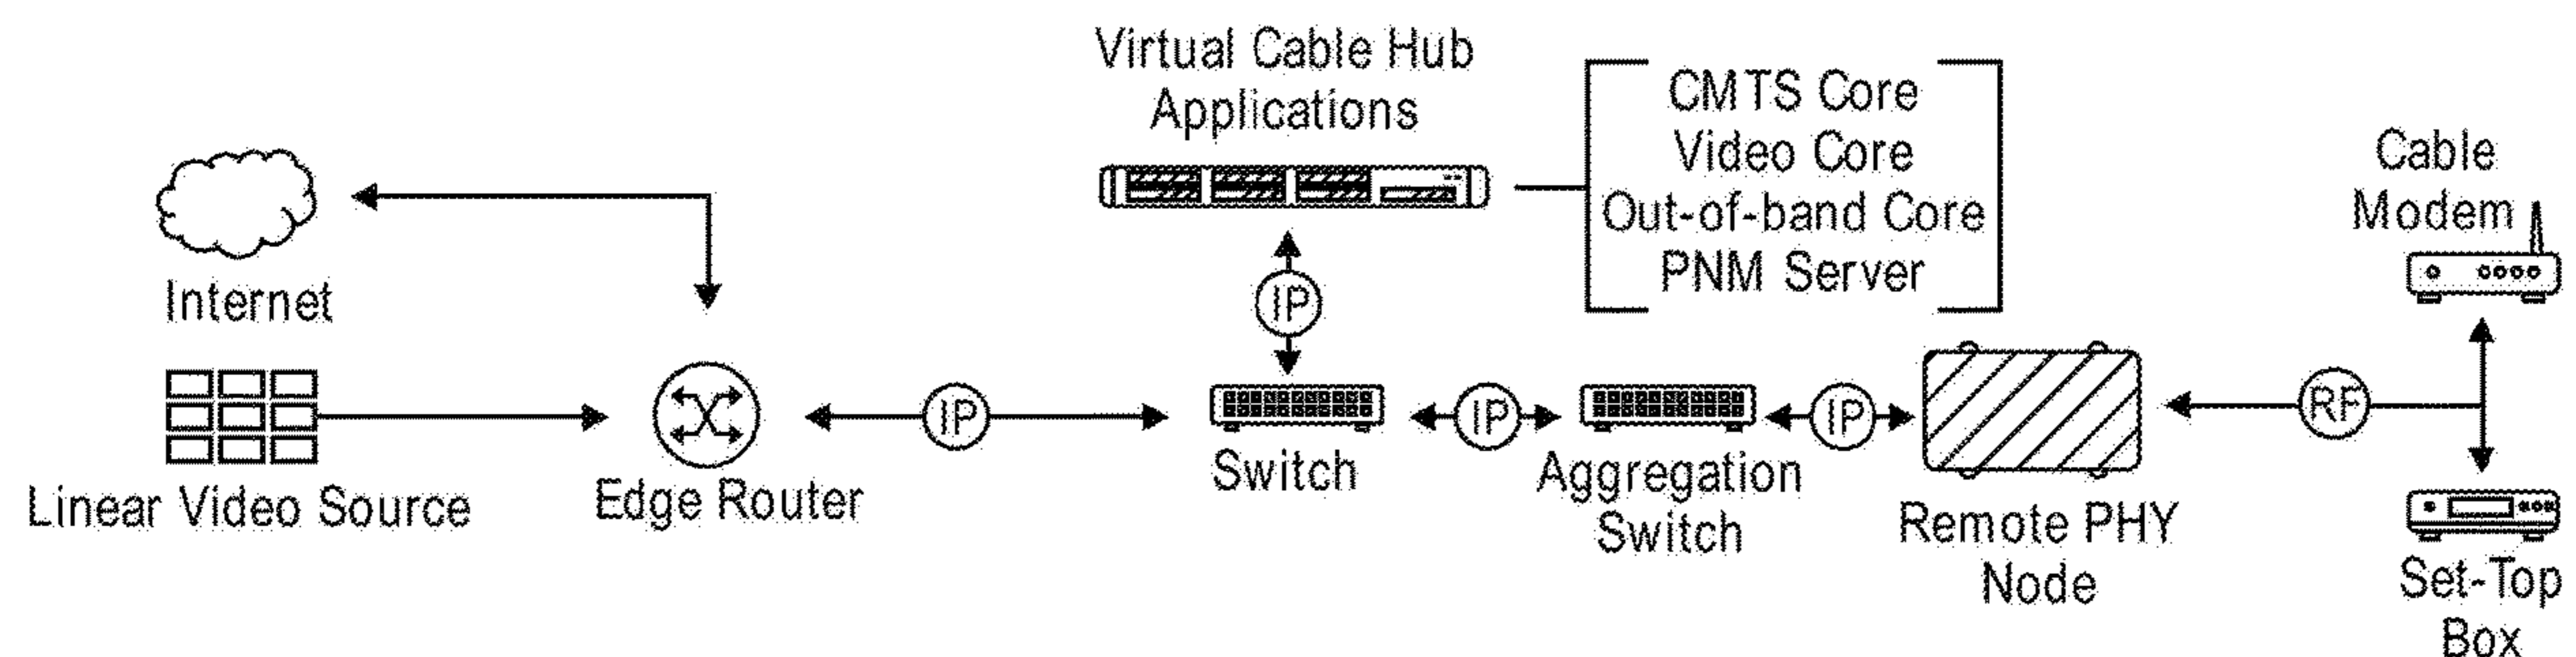 Virtual Cable Hub
Applications
CMTS Core
Video Core
Out-of-band Core
PNM Server
Cable
Modem
Internet
IP
Linear Video Source
Edge Router
IP
Switch
IP
Aggregation
Switch
IP
Remote PHY
Node
RF
Set-Top
Box